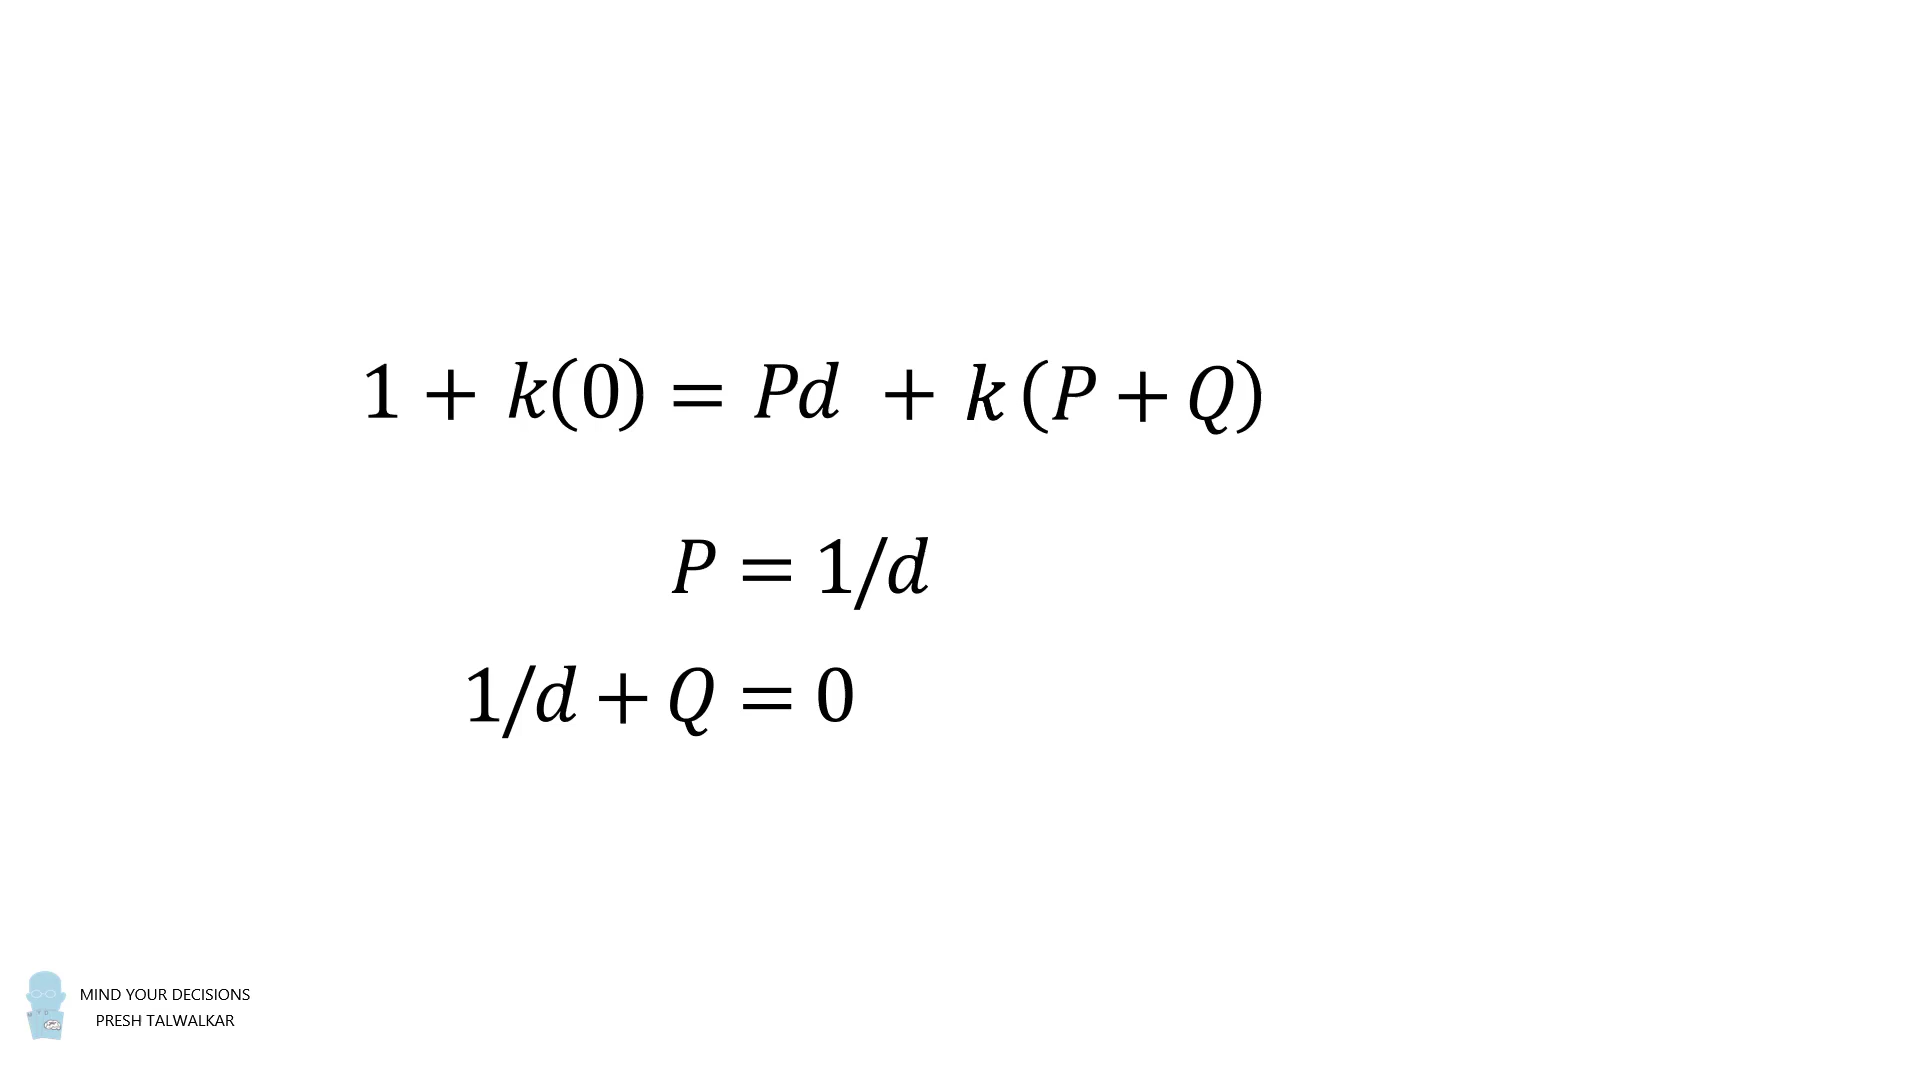 1 + k(0) = Pd + k(P + Q)
P = 1/d
1/d + Q = 0
MIND YOUR DECISIONS
PRESH TALWALKAR